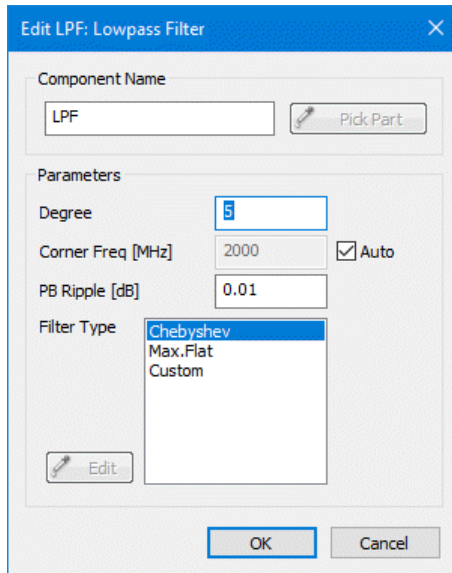 Edit LPF: Lowpass Filter
Component Name
LPF
Pick Part
Parameters
Degree 5
Corner Freq [MHz] 2000 Auto
PB Ripple [dB] 0.01
Filter Type Chebyshev
Max.Flat
Custom
Edit
OK Cancel